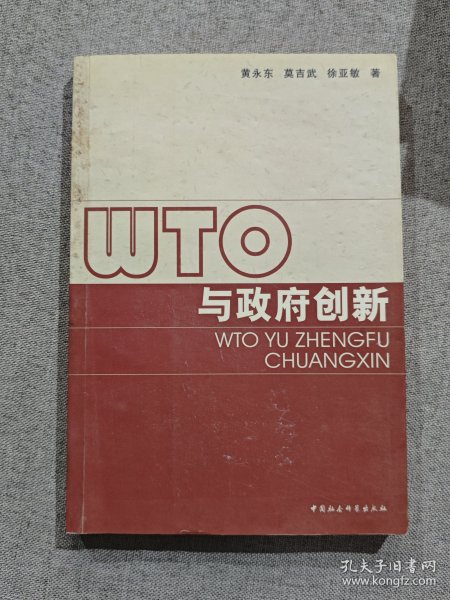 黄永东 莫吉武 徐亚敏 著
WTO
与政府创新
WTO YU ZHENGFU
CHUANGXIN
中国社会科学出版社
孔夫子旧书网
www.kongfz.com